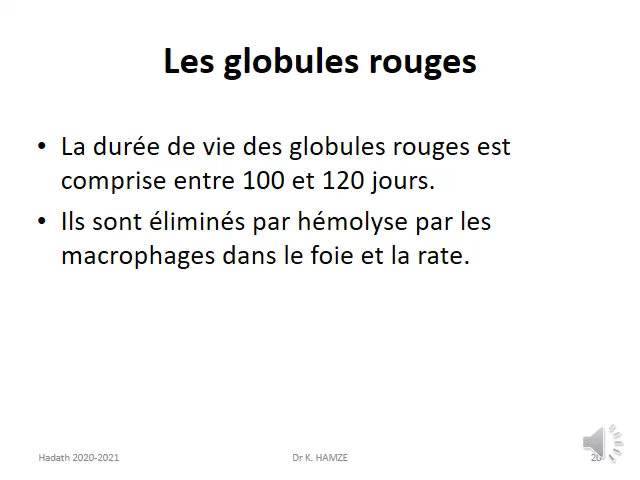 Les globules rouges
• La durée de vie des globules rouges est
comprise entre 100 et 120 jours.
• Ils sont éliminés par hémolyse par les
macrophages dans le foie et la rate.
Hadath 2020-2021 Dr K. HAMZE